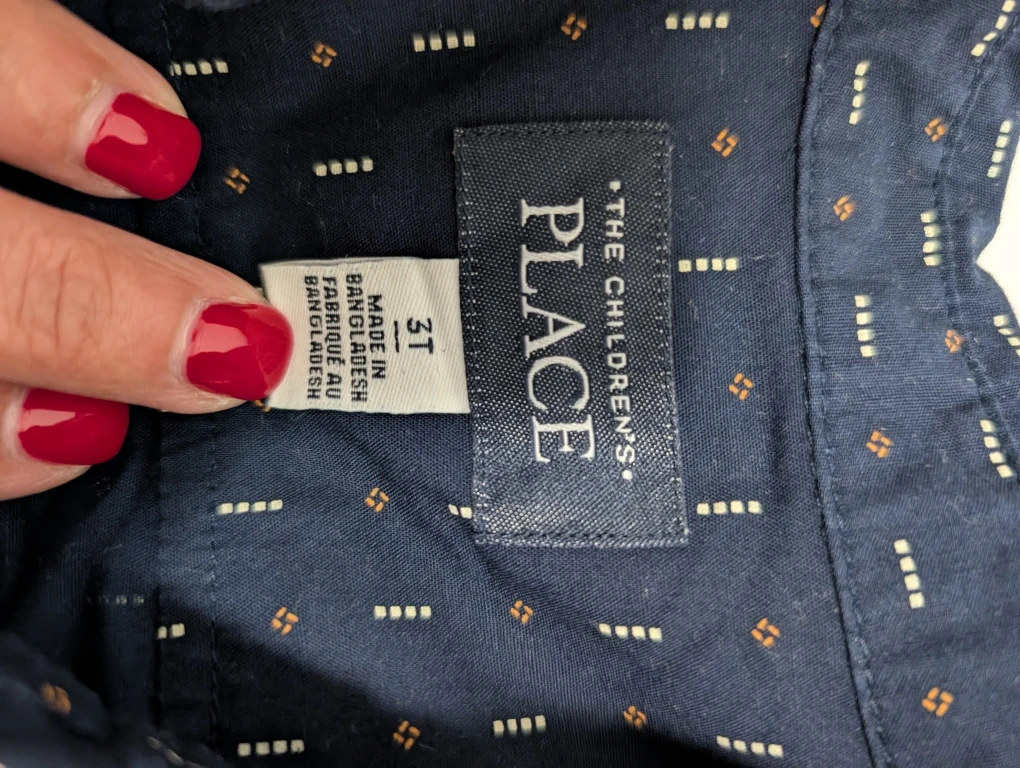 •THE CHILDREN'S•
PLACE
3T
MADE IN
BANGLADESH
FABRIQUÉ AU
BANGLADESH